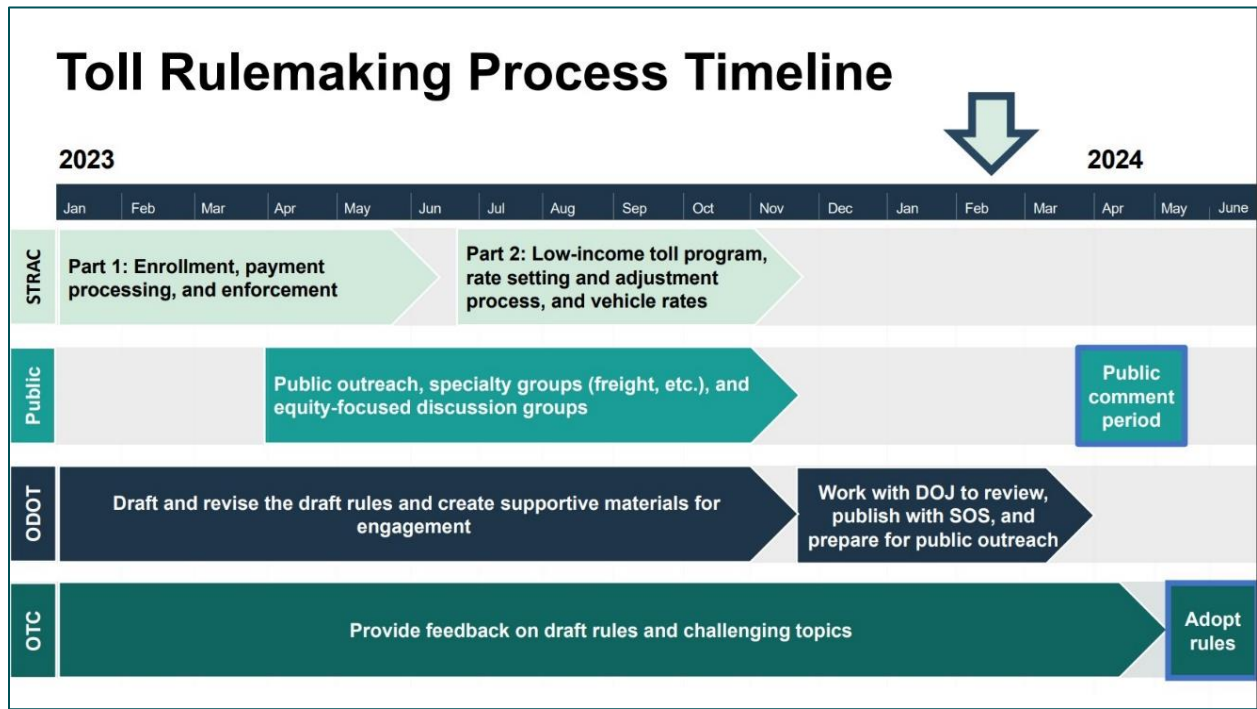 Toll Rulemaking Process Timeline
2023
2024
Jan Feb Mar Apr May Jun Jul Aug Sep Oct Nov Dec Jan Feb Mar Apr May June
STRAC
Part 1: Enrollment, payment
processing, and enforcement
Part 2: Low-income toll program,
rate setting and adjustment
process, and vehicle rates
Public
Public outreach, specialty groups (freight, etc.), and
equity-focused discussion groups
Public
comment
period
ODOT
Draft and revise the draft rules and create supportive materials for
engagement
Work with DOJ to review,
publish with SOS, and
prepare for public outreach
OTC
Provide feedback on draft rules and challenging topics
Adopt
rules